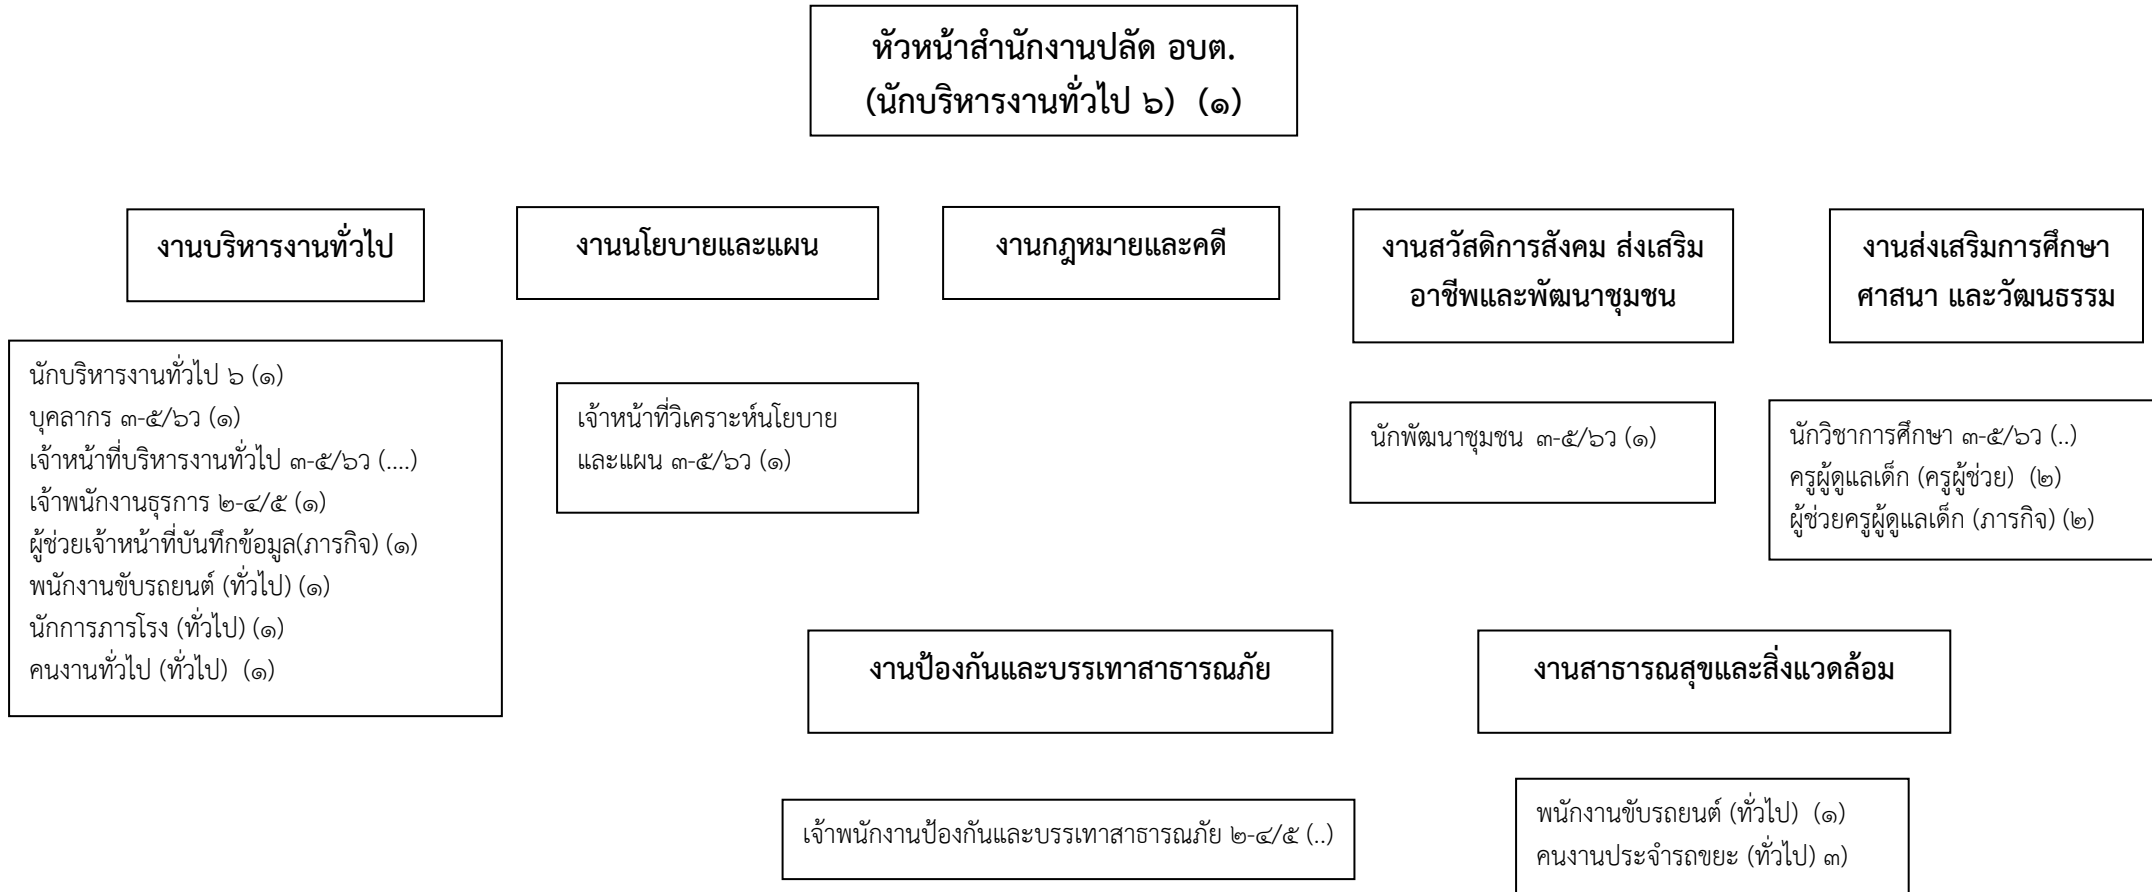 หัวหน้าสำนักงานปลัด อบต.
(นักบริหารงานทั่วไป ๖)  (๑)
งานบริหารงานทั่วไป
งานนโยบายและแผน
งานกฎหมายและคดี
งานสวัสดิการสังคม ส่งเสริม
อาชีพและพัฒนาชุมชน
งานส่งเสริมการศึกษา
ศาสนา และวัฒนธรรม
นักบริหารงานทั่วไป ๖ (๑)
บุคลากร ๓-๕/๖ว (๑)
เจ้าหน้าที่บริหารงานทั่วไป ๓-๕/๖ว (....)
เจ้าพนักงานธุรการ ๒-๔/๕ (๑)
ผู้ช่วยเจ้าหน้าที่บันทึกข้อมูล(ภารกิจ) (๑)
พนักงานขับรถยนต์ (ทั่วไป) (๑)
นักการภารโรง (ทั่วไป) (๑)
คนงานทั่วไป (ทั่วไป)  (๑)
เจ้าหน้าที่วิเคราะห์นโยบาย
และแผน ๓-๕/๖ว (๑)
นักพัฒนาชุมชน  ๓-๕/๖ว (๑)
นักวิชาการศึกษา ๓-๕/๖ว (..)
ครูผู้ดูแลเด็ก (ครูผู้ช่วย)  (๒)
ผู้ช่วยครูผู้ดูแลเด็ก (ภารกิจ) (๒)
งานป้องกันและบรรเทาสาธารณภัย
งานสาธารณสุขและสิ่งแวดล้อม
เจ้าพนักงานป้องกันและบรรเทาสาธารณภัย ๒-๔/๕ (..)
พนักงานขับรถยนต์ (ทั่วไป)  (๑)
คนงานประจำรถขยะ (ทั่วไป) ๓)